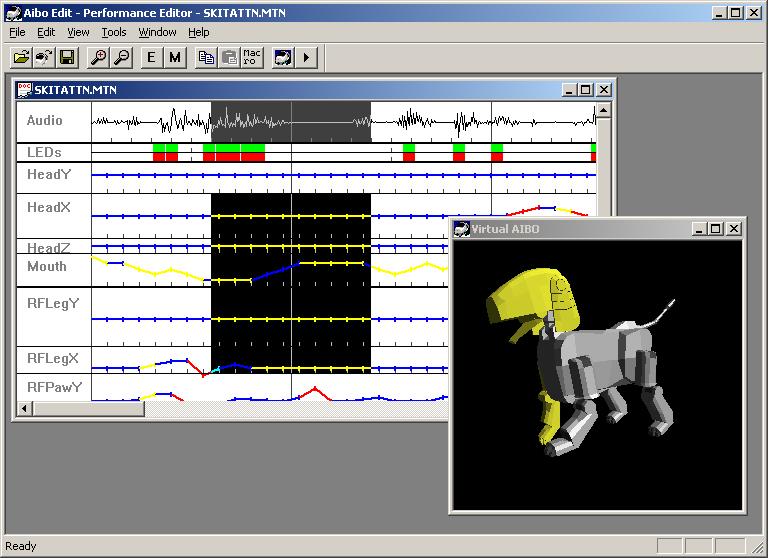 Aibo Edit - Performance Editor - SKITATTN.MTN
File Edit View Tools Window Help
E M Mac
ro
DOC SKITATTN.MTN
Audio
LEDs
HeadY
HeadX
HeadZ
Mouth
RFLegY
RFLegX
RFPawY
Virtual AIBO
Ready